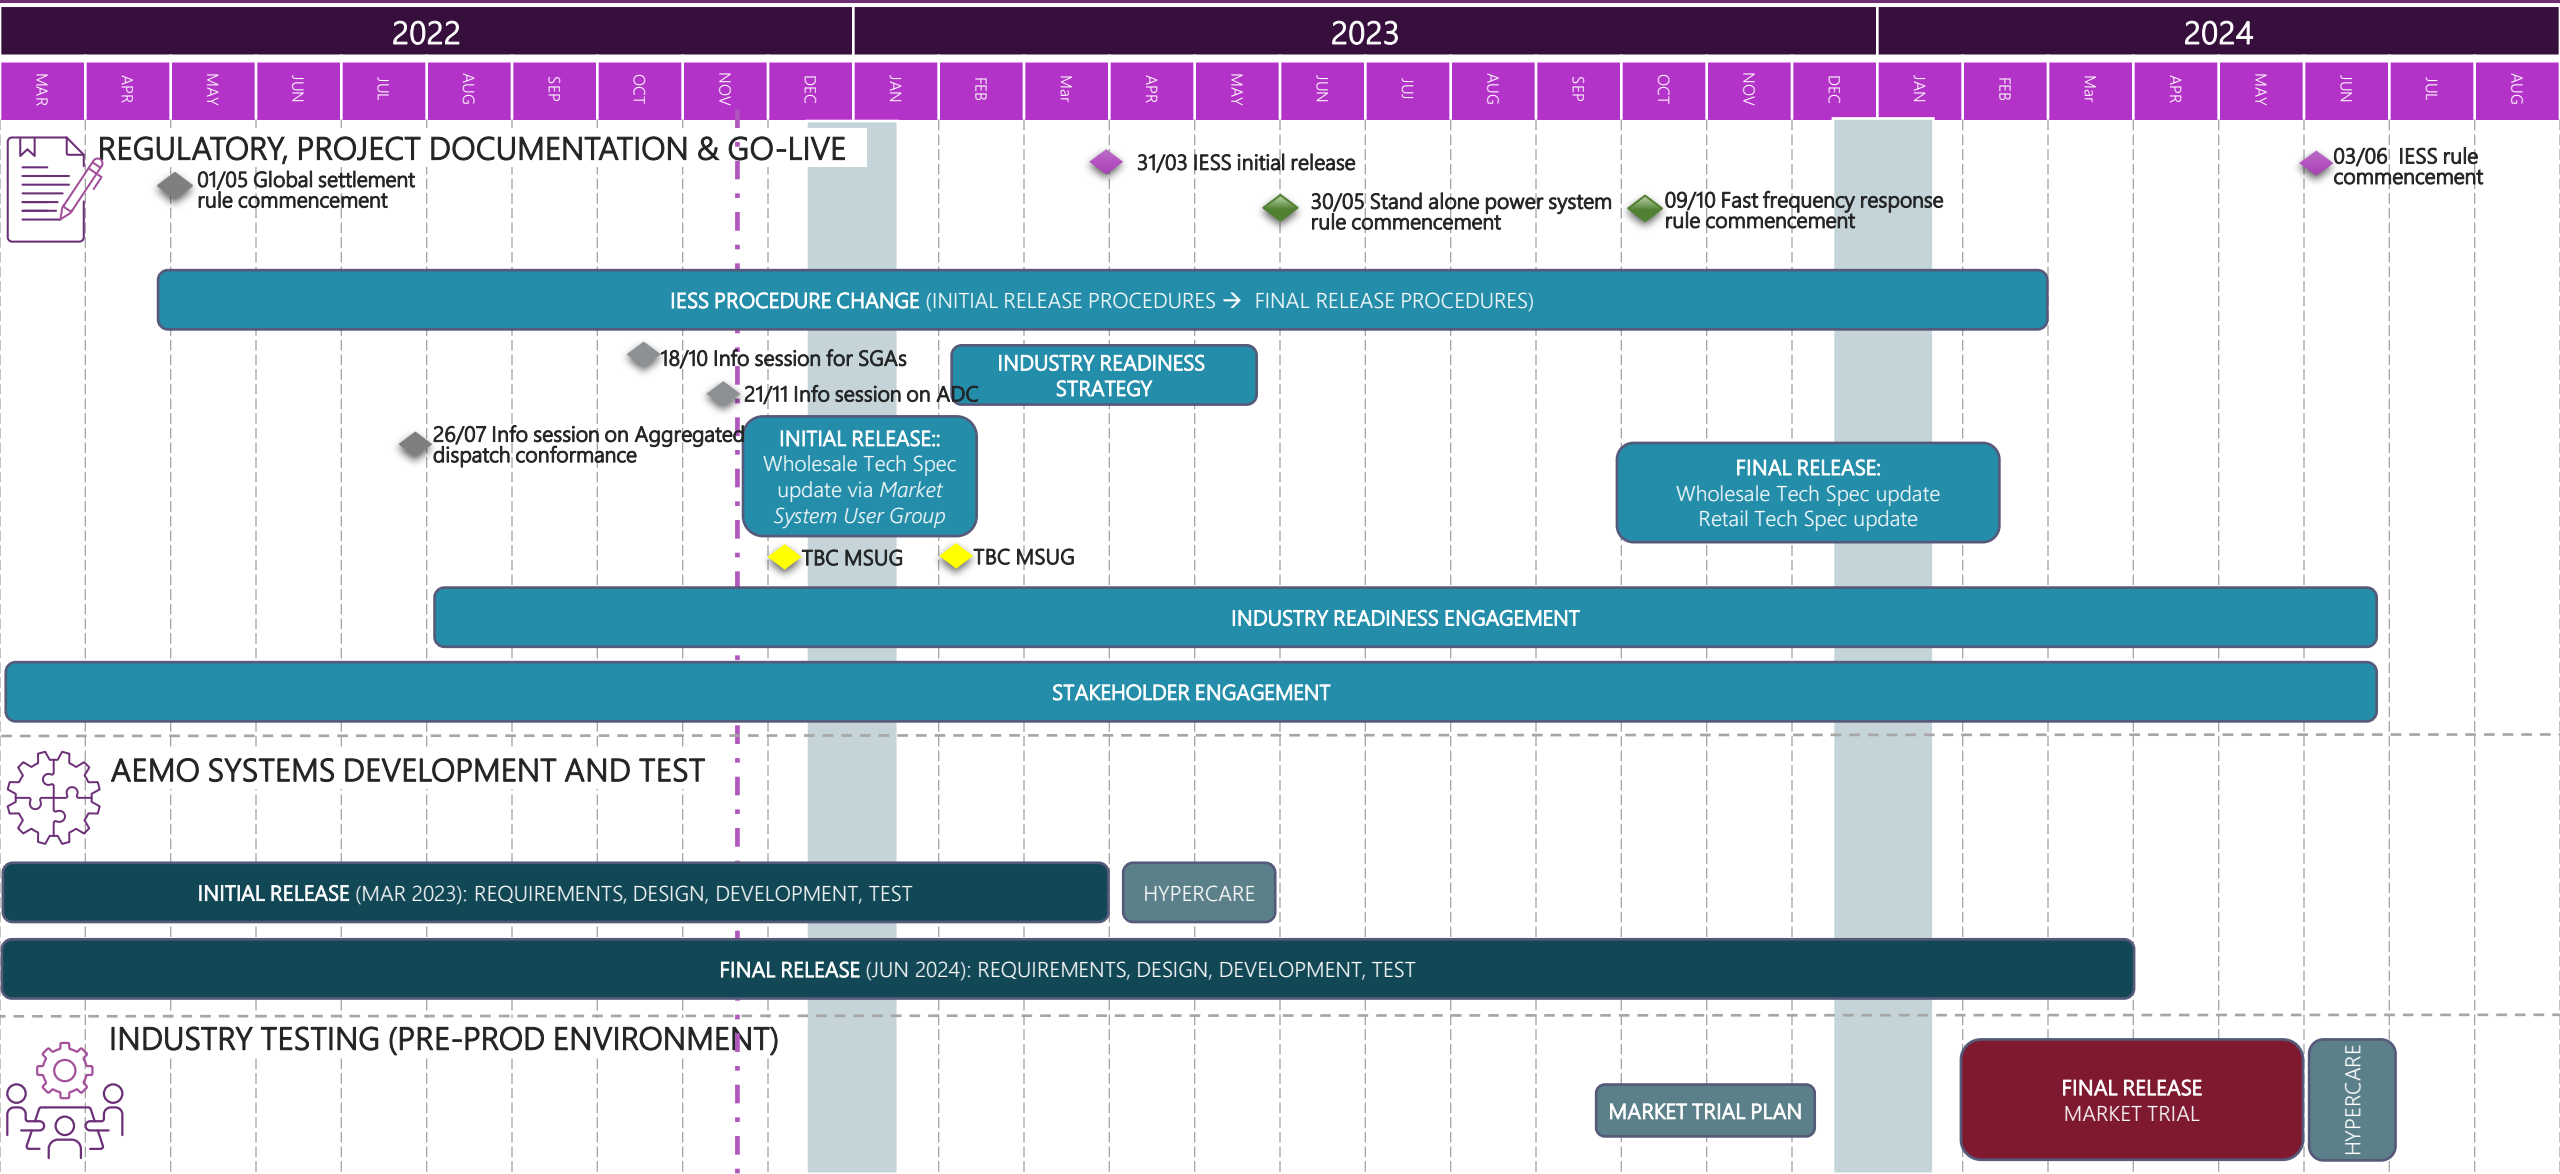 2022
2023
2024
MAR
APR
MAY
JUN
JUL
AUG
SEP
OCT
NOV
DEC
JAN
FEB
Mar
APR
MAY
JUN
JUJ
AUG
SEP
OCT
NOV
DEC
JAN
FEB
Mar
APR
MAY
JUN
JUL
AUG
REGULATORY, PROJECT DOCUMENTATION & GO-LIVE
01/05 Global settlement
rule commencement
31/03 IESS initial release
30/05 Stand alone power system
rule commencement
09/10 Fast frequency response
rule commencement
03/06 IESS rule
commencement
IESS PROCEDURE CHANGE (INITIAL RELEASE PROCEDURES → FINAL RELEASE PROCEDURES)
18/10 Info session for SGAs
21/11 Info session on ADC
26/07 Info session on Aggregated
dispatch conformance
INDUSTRY READINESS
STRATEGY
INITIAL RELEASE::
Wholesale Tech Spec
update via Market
System User Group
FINAL RELEASE:
Wholesale Tech Spec update
Retail Tech Spec update
TBC MSUG
TBC MSUG
INDUSTRY READINESS ENGAGEMENT
STAKEHOLDER ENGAGEMENT
AEMO SYSTEMS DEVELOPMENT AND TEST
INITIAL RELEASE (MAR 2023): REQUIREMENTS, DESIGN, DEVELOPMENT, TEST
HYPERCARE
FINAL RELEASE (JUN 2024): REQUIREMENTS, DESIGN, DEVELOPMENT, TEST
INDUSTRY TESTING (PRE-PROD ENVIRONMENT)
MARKET TRIAL PLAN
FINAL RELEASE
MARKET TRIAL
HYPERCARE